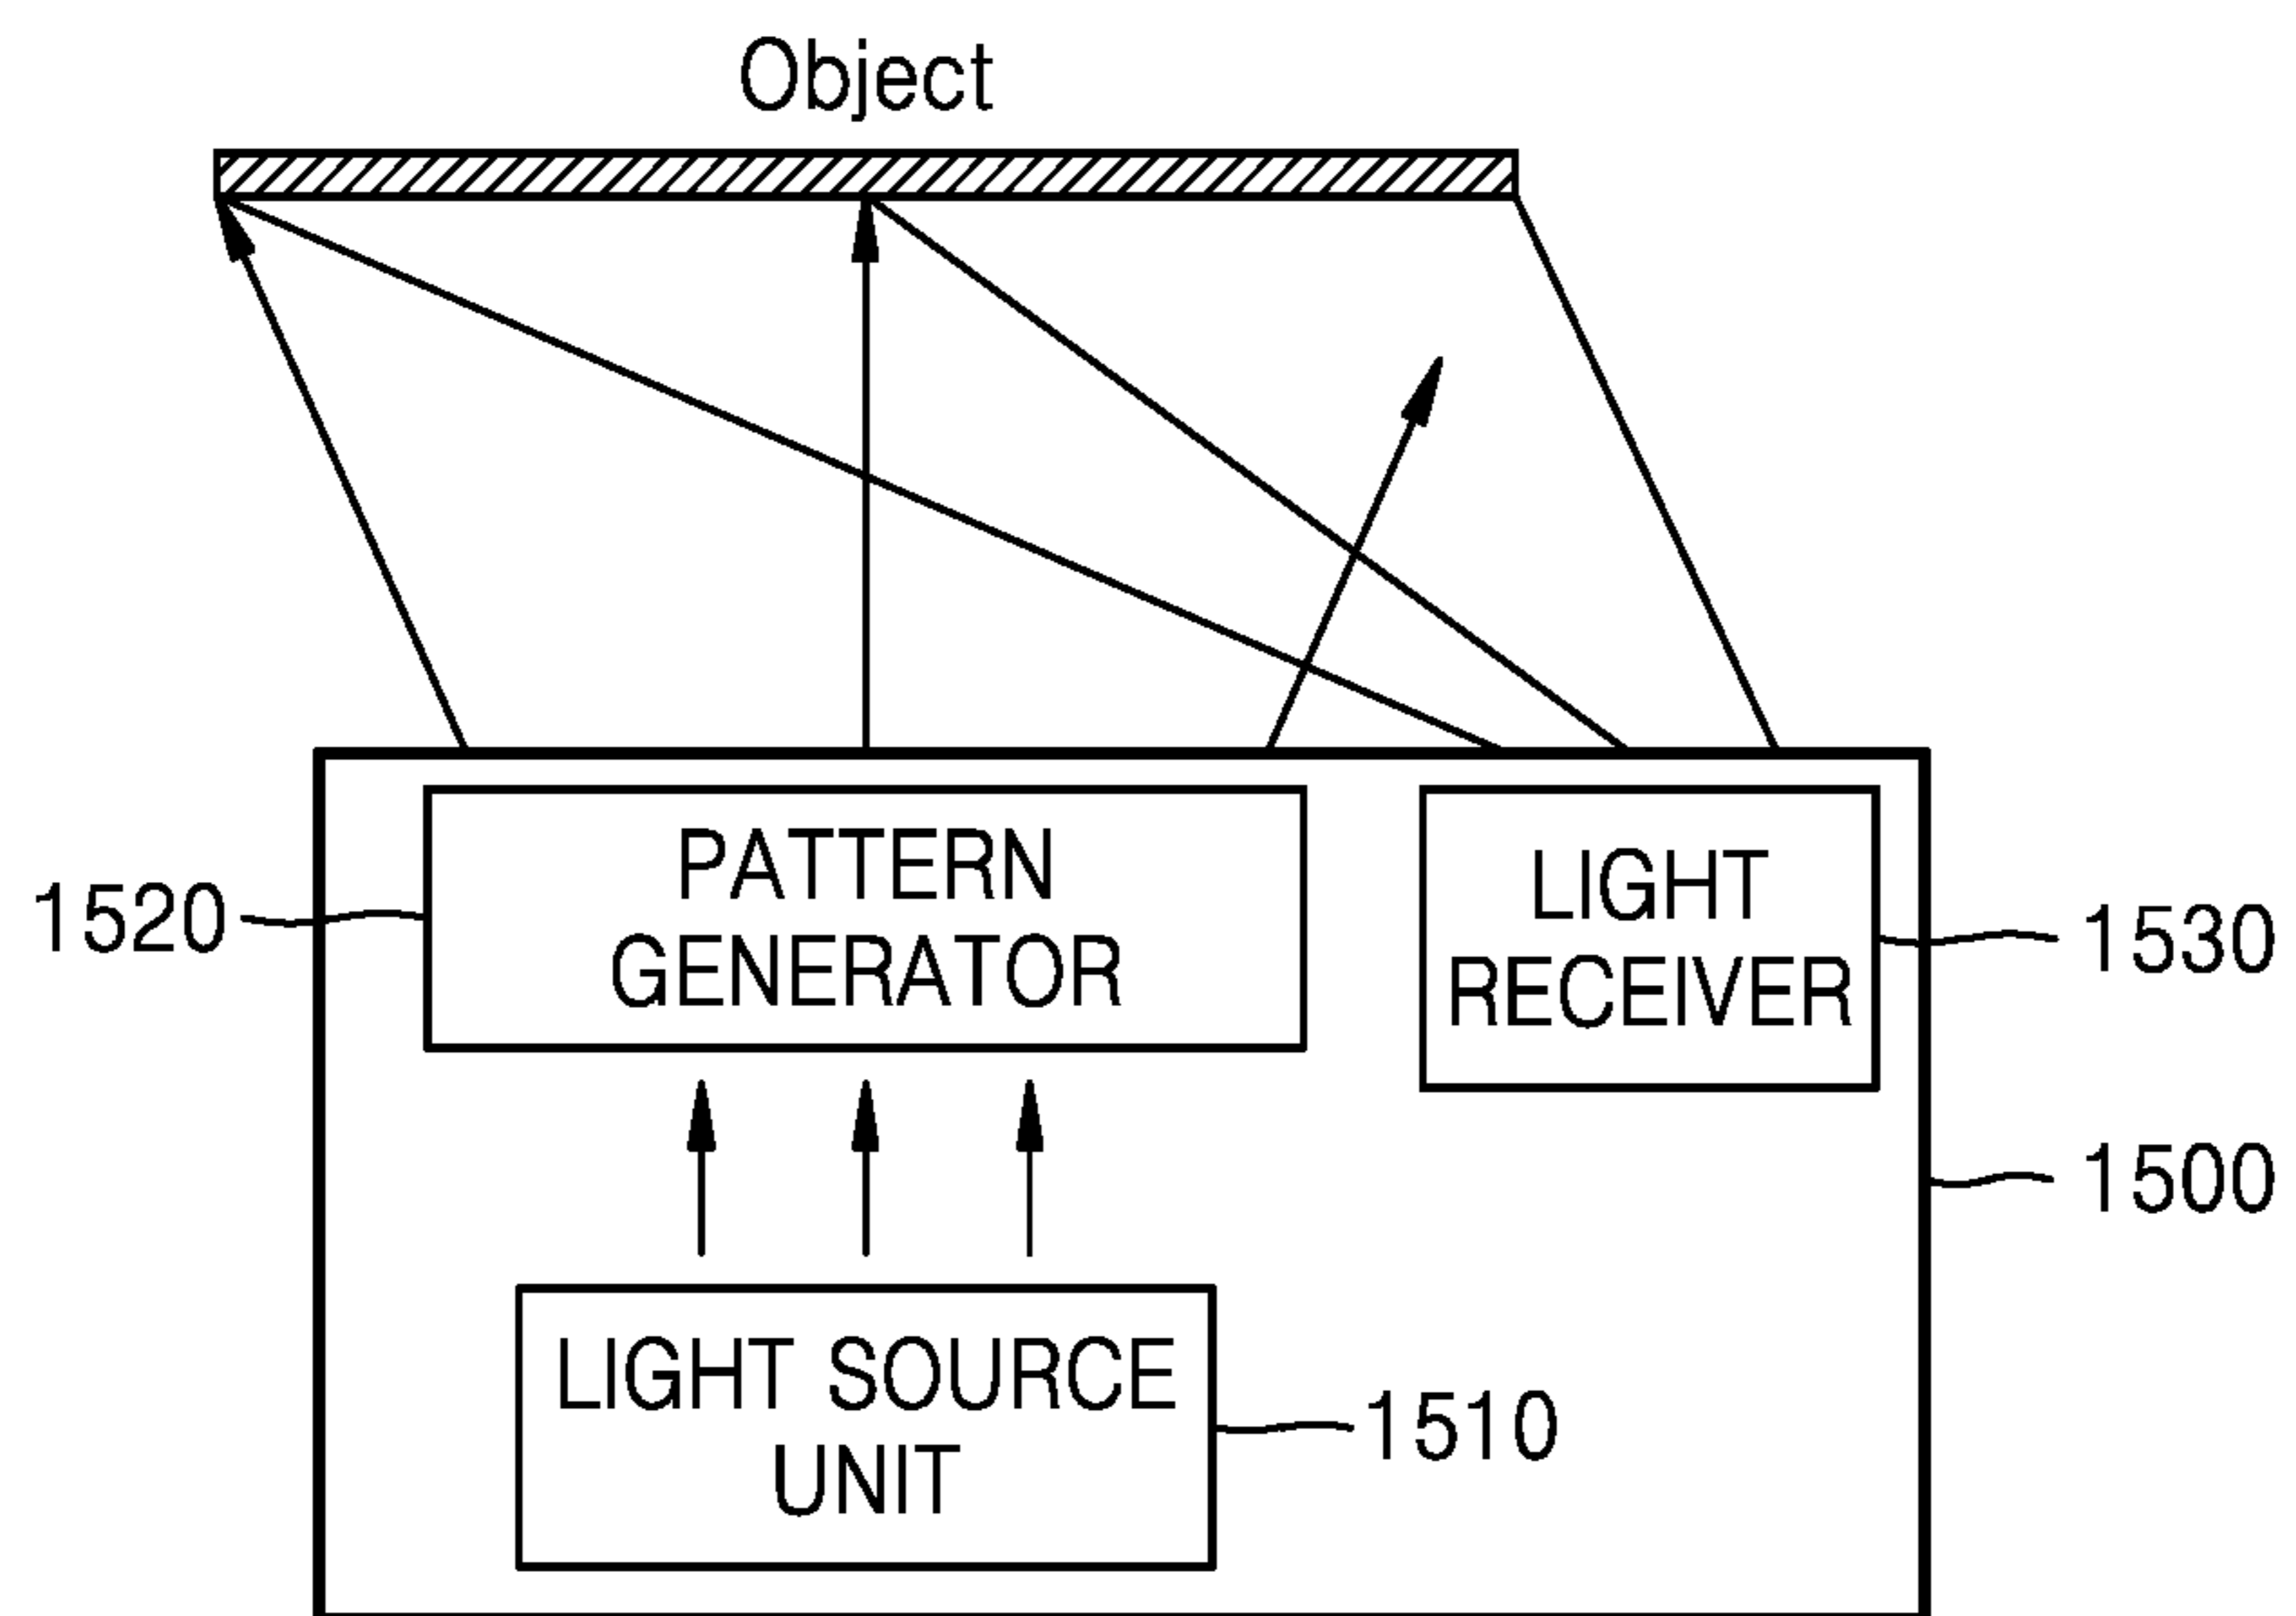 Object
PATTERN
GENERATOR
1520
LIGHT
RECEIVER
1530
1500
LIGHT SOURCE
UNIT
1510